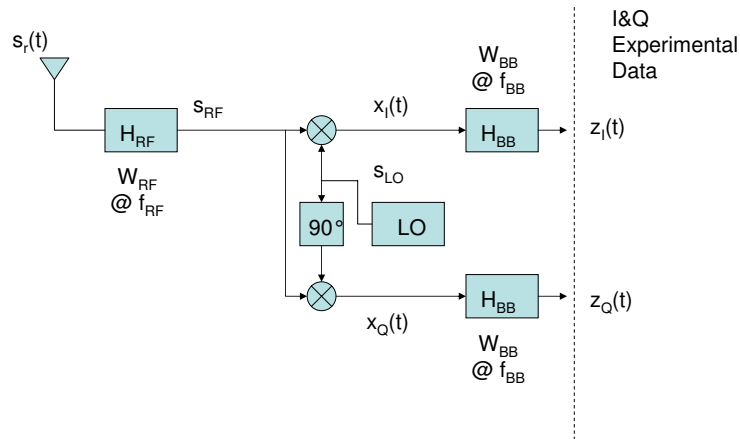 s_r(t)
H_RF
W_RF
@ f_RF
s_RF
x_I(t)
s_LO
90°
LO
x_Q(t)
W_BB
@ f_BB
H_BB
H_BB
W_BB
@ f_BB
I&Q
Experimental
Data
z_I(t)
z_Q(t)